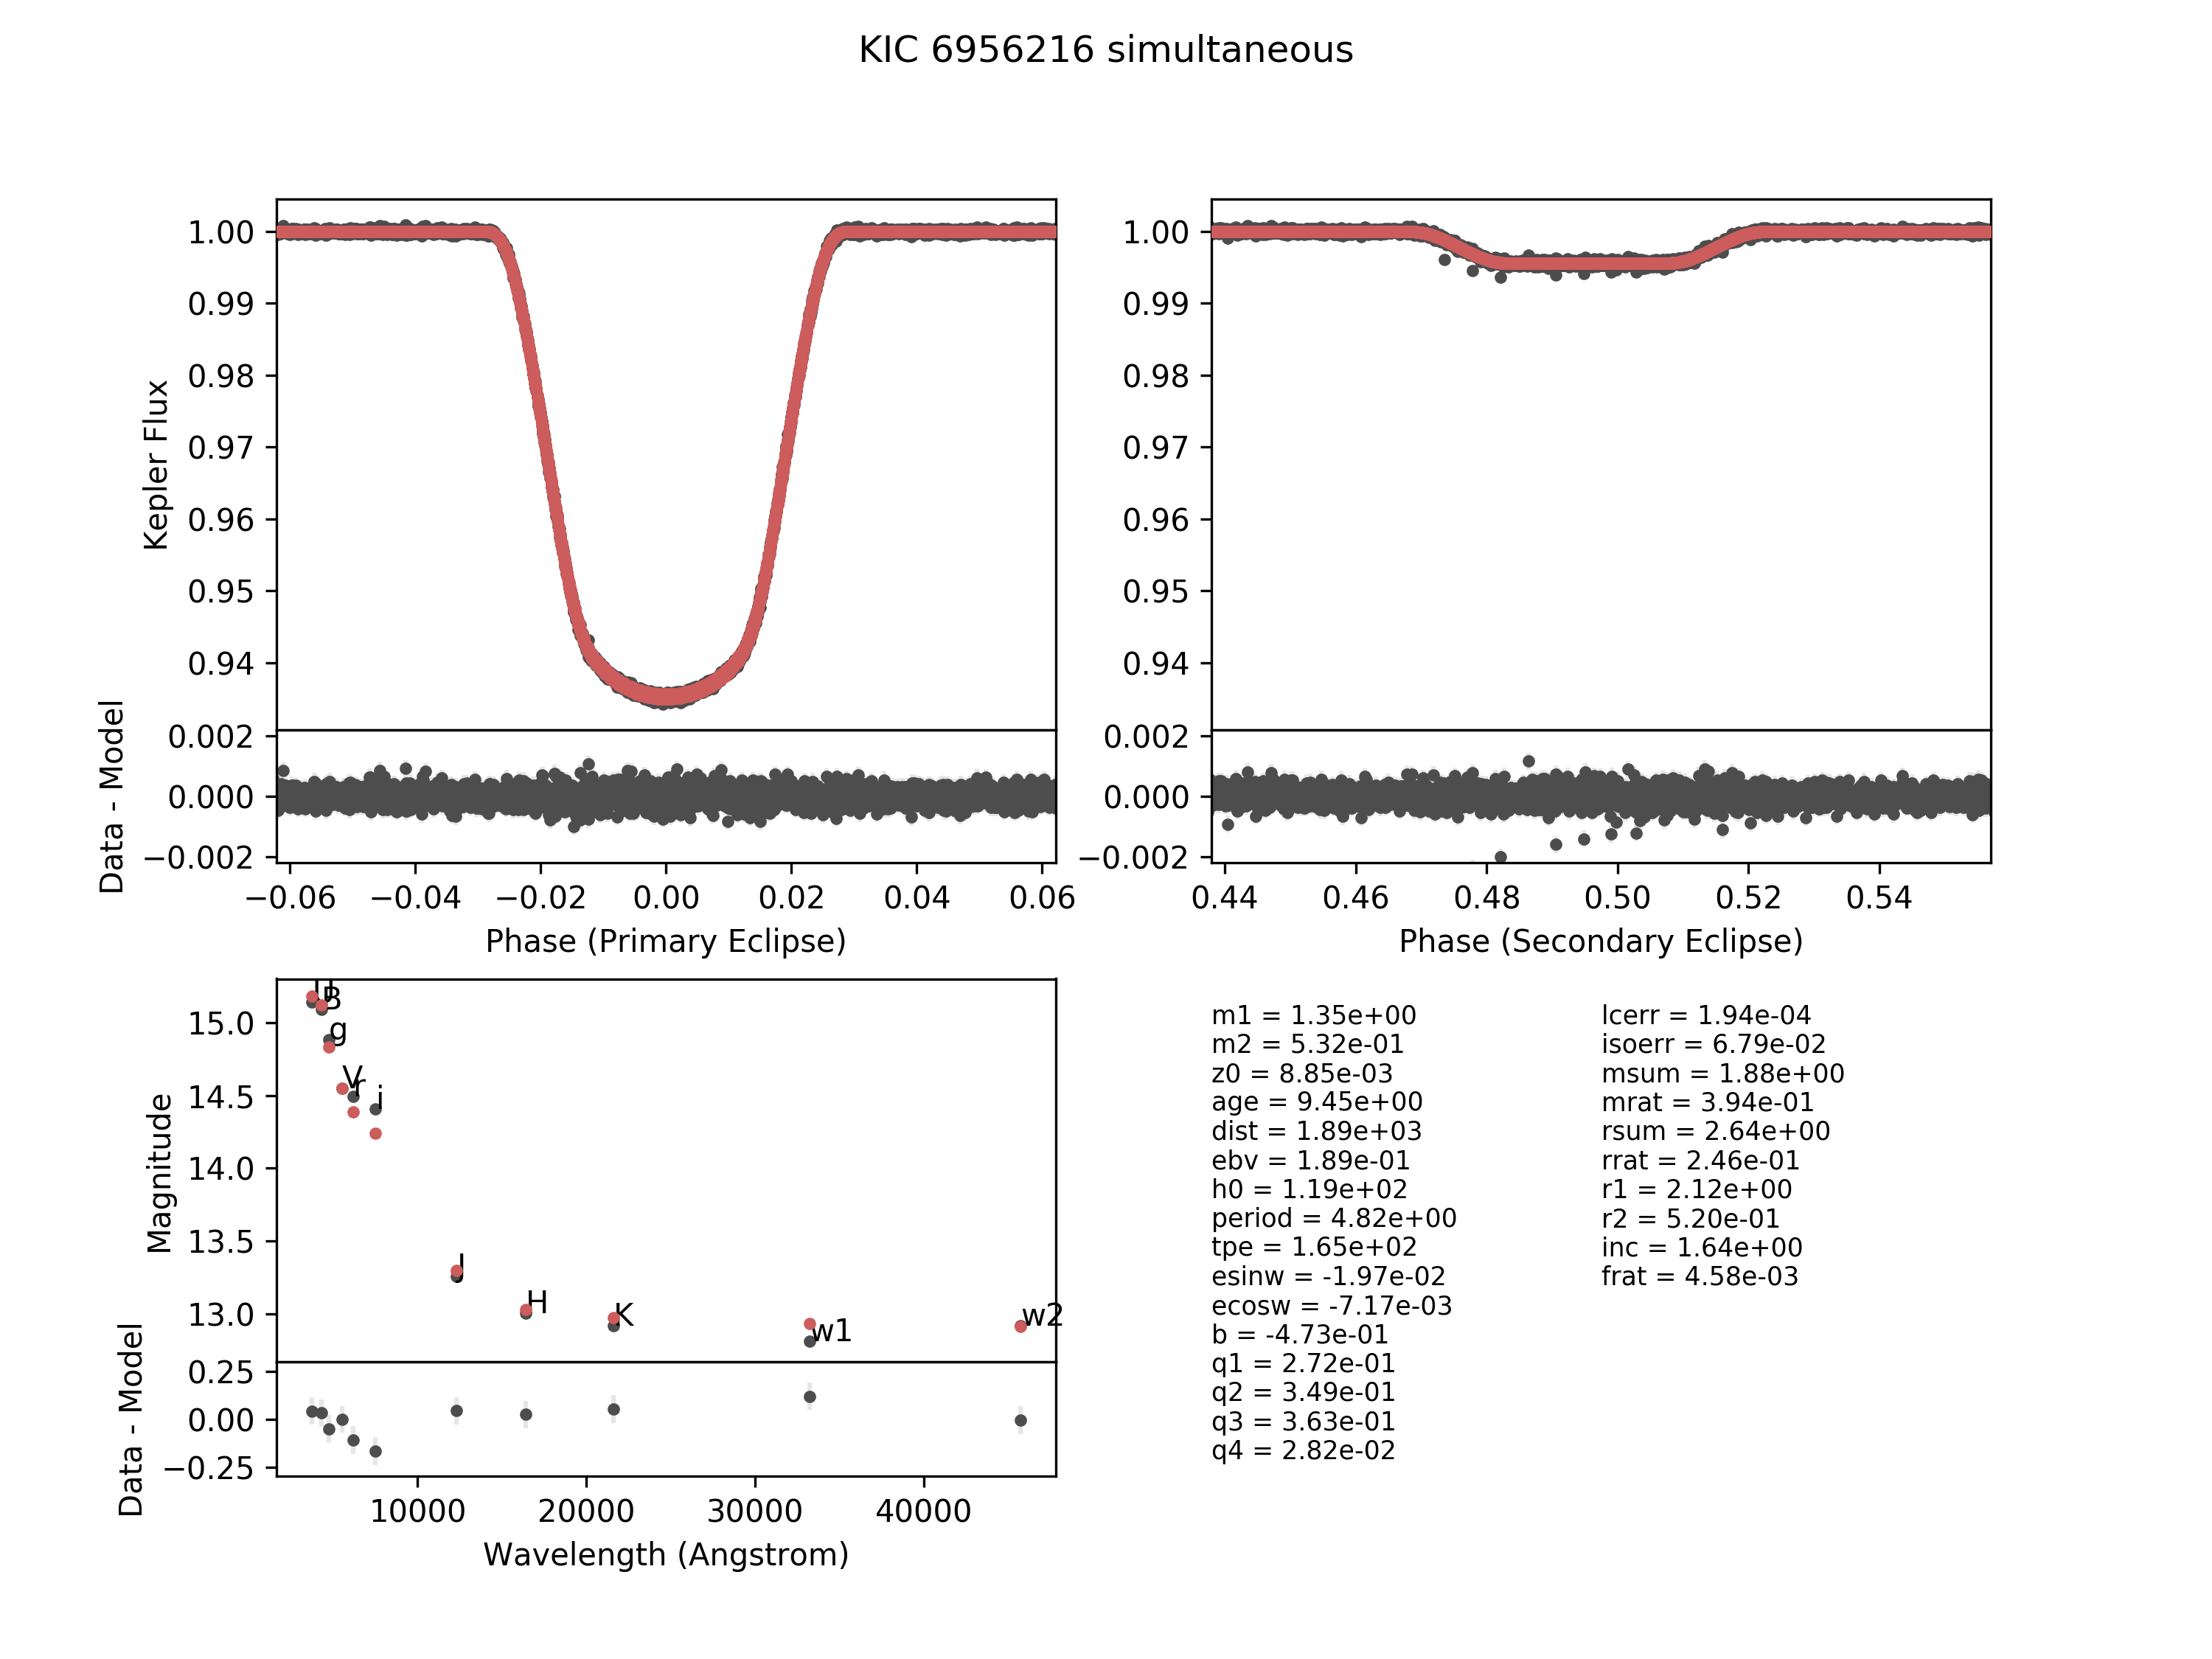 KIC 6956216 simultaneous
1.00
0.99
0.98
0.97
0.96
0.95
0.94
Kepler Flux
0.002
0.000
−0.002
Data - Model
−0.06 −0.04 −0.02 0.00 0.02 0.04 0.06
Phase (Primary Eclipse)
1.00
0.99
0.98
0.97
0.96
0.95
0.94
0.002
0.000
−0.002
0.44 0.46 0.48 0.50 0.52 0.54
Phase (Secondary Eclipse)
15.0
14.5
14.0
13.5
13.0
Magnitude
U
B
g
V
r
i
J
H
K
w1
w2
0.25
0.00
−0.25
Data - Model
10000 20000 30000 40000
Wavelength (Angstrom)
m1 = 1.35e+00
m2 = 5.32e-01
z0 = 8.85e-03
age = 9.45e+00
dist = 1.89e+03
ebv = 1.89e-01
h0 = 1.19e+02
period = 4.82e+00
tpe = 1.65e+02
esinw = -1.97e-02
ecosw = -7.17e-03
b = -4.73e-01
q1 = 2.72e-01
q2 = 3.49e-01
q3 = 3.63e-01
q4 = 2.82e-02
lcerr = 1.94e-04
isoerr = 6.79e-02
msum = 1.88e+00
mrat = 3.94e-01
rsum = 2.64e+00
rrat = 2.46e-01
r1 = 2.12e+00
r2 = 5.20e-01
inc = 1.64e+00
frat = 4.58e-03